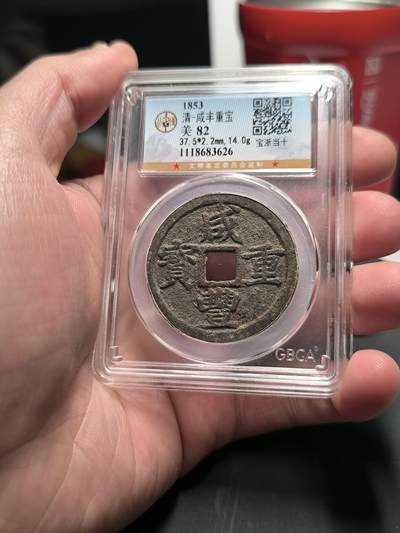 1853
清-咸丰重宝
美 82
37.5*2.2mm,14.0g 宝浙当十
1118683626
咸
寶 重
豐
GBCA